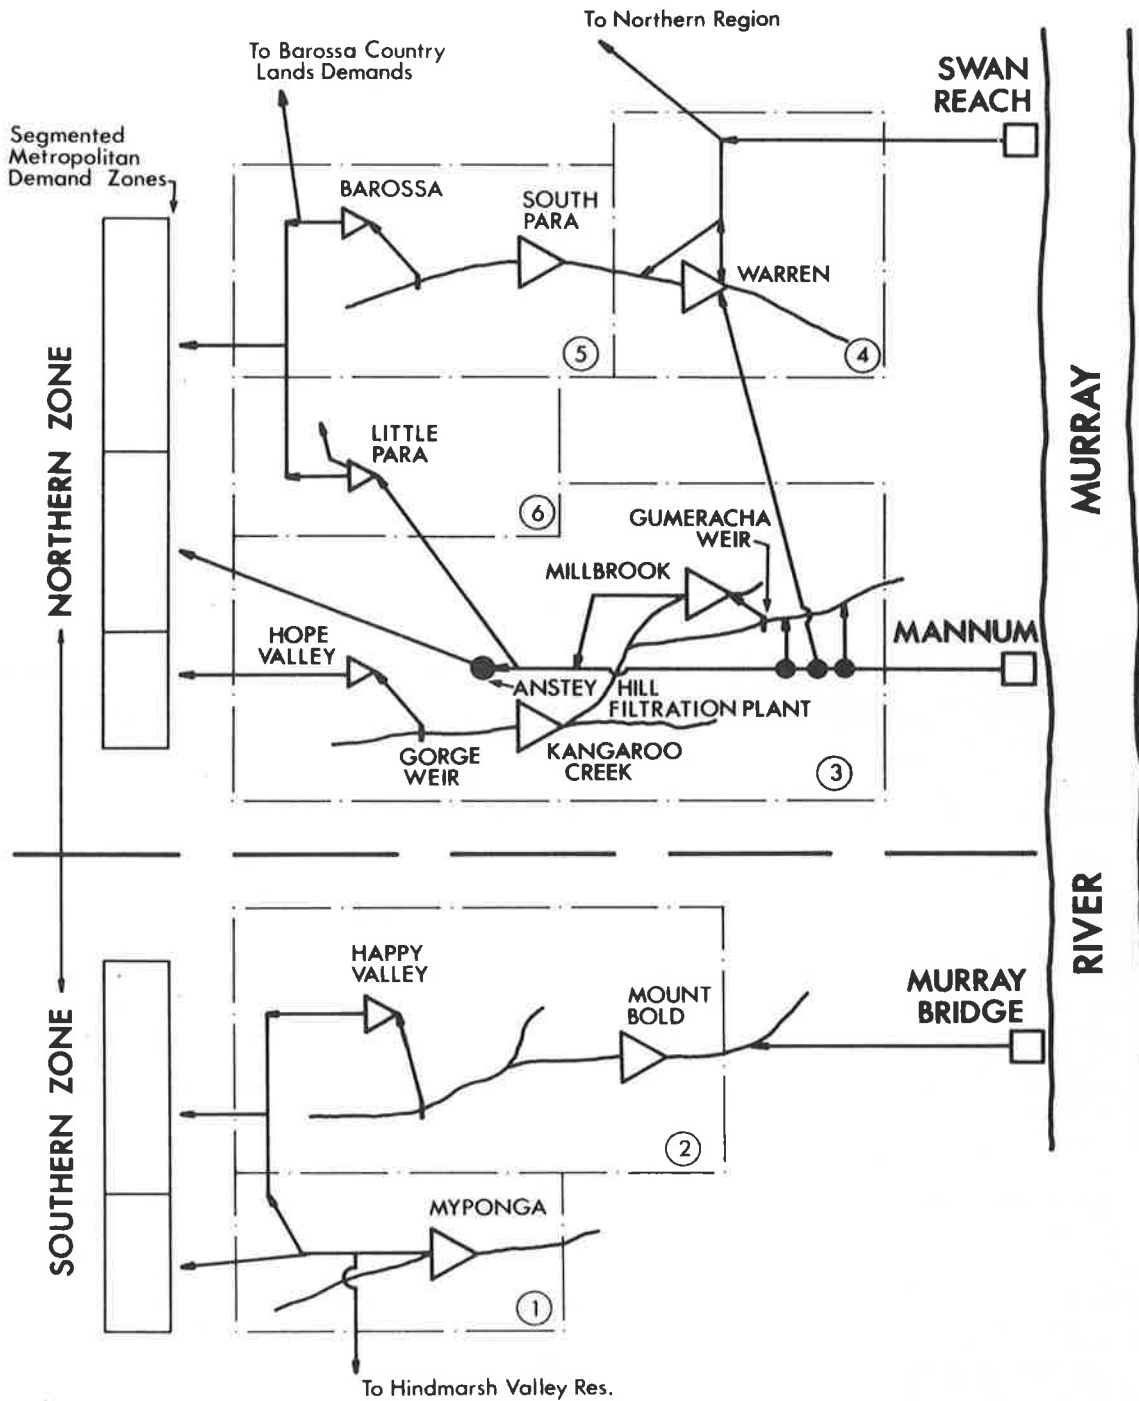 To Northern Region
To Barossa Country
Lands Demands
SWAN
REACH
Segmented
Metropolitan
Demand Zones
BAROSSA
SOUTH
PARA
WARREN
5
4
NORTHERN ZONE
MURRAY
LITTLE
PARA
6
GUMERACHA
WEIR
MILLBROOK
MANNUM
HOPE
VALLEY
ANSTEY HILL
FILTRATION PLANT
GORGE
WEIR
KANGAROO
CREEK
3
RIVER
HAPPY
VALLEY
MOUNT
BOLD
MURRAY
BRIDGE
SOUTHERN ZONE
2
MYPONGA
1
To Hindmarsh Valley Res.